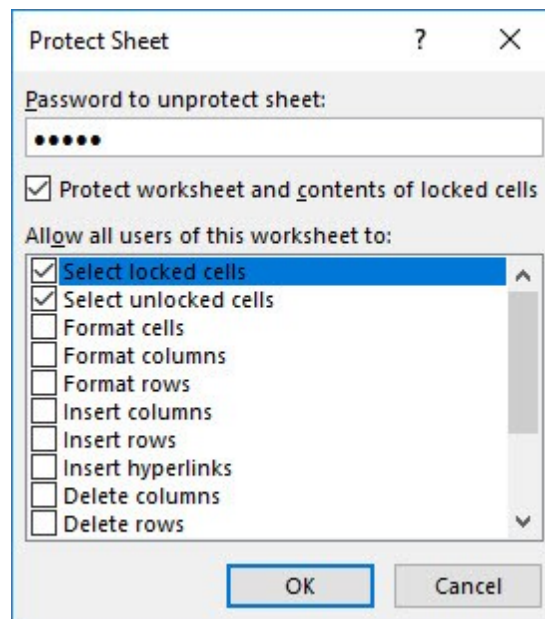 Protect Sheet ?
Password to unprotect sheet:
•••••
Protect worksheet and contents of locked cells
Allow all users of this worksheet to:
Select locked cells
Select unlocked cells
Format cells
Format columns
Format rows
Insert columns
Insert rows
Insert hyperlinks
Delete columns
Delete rows
OK Cancel